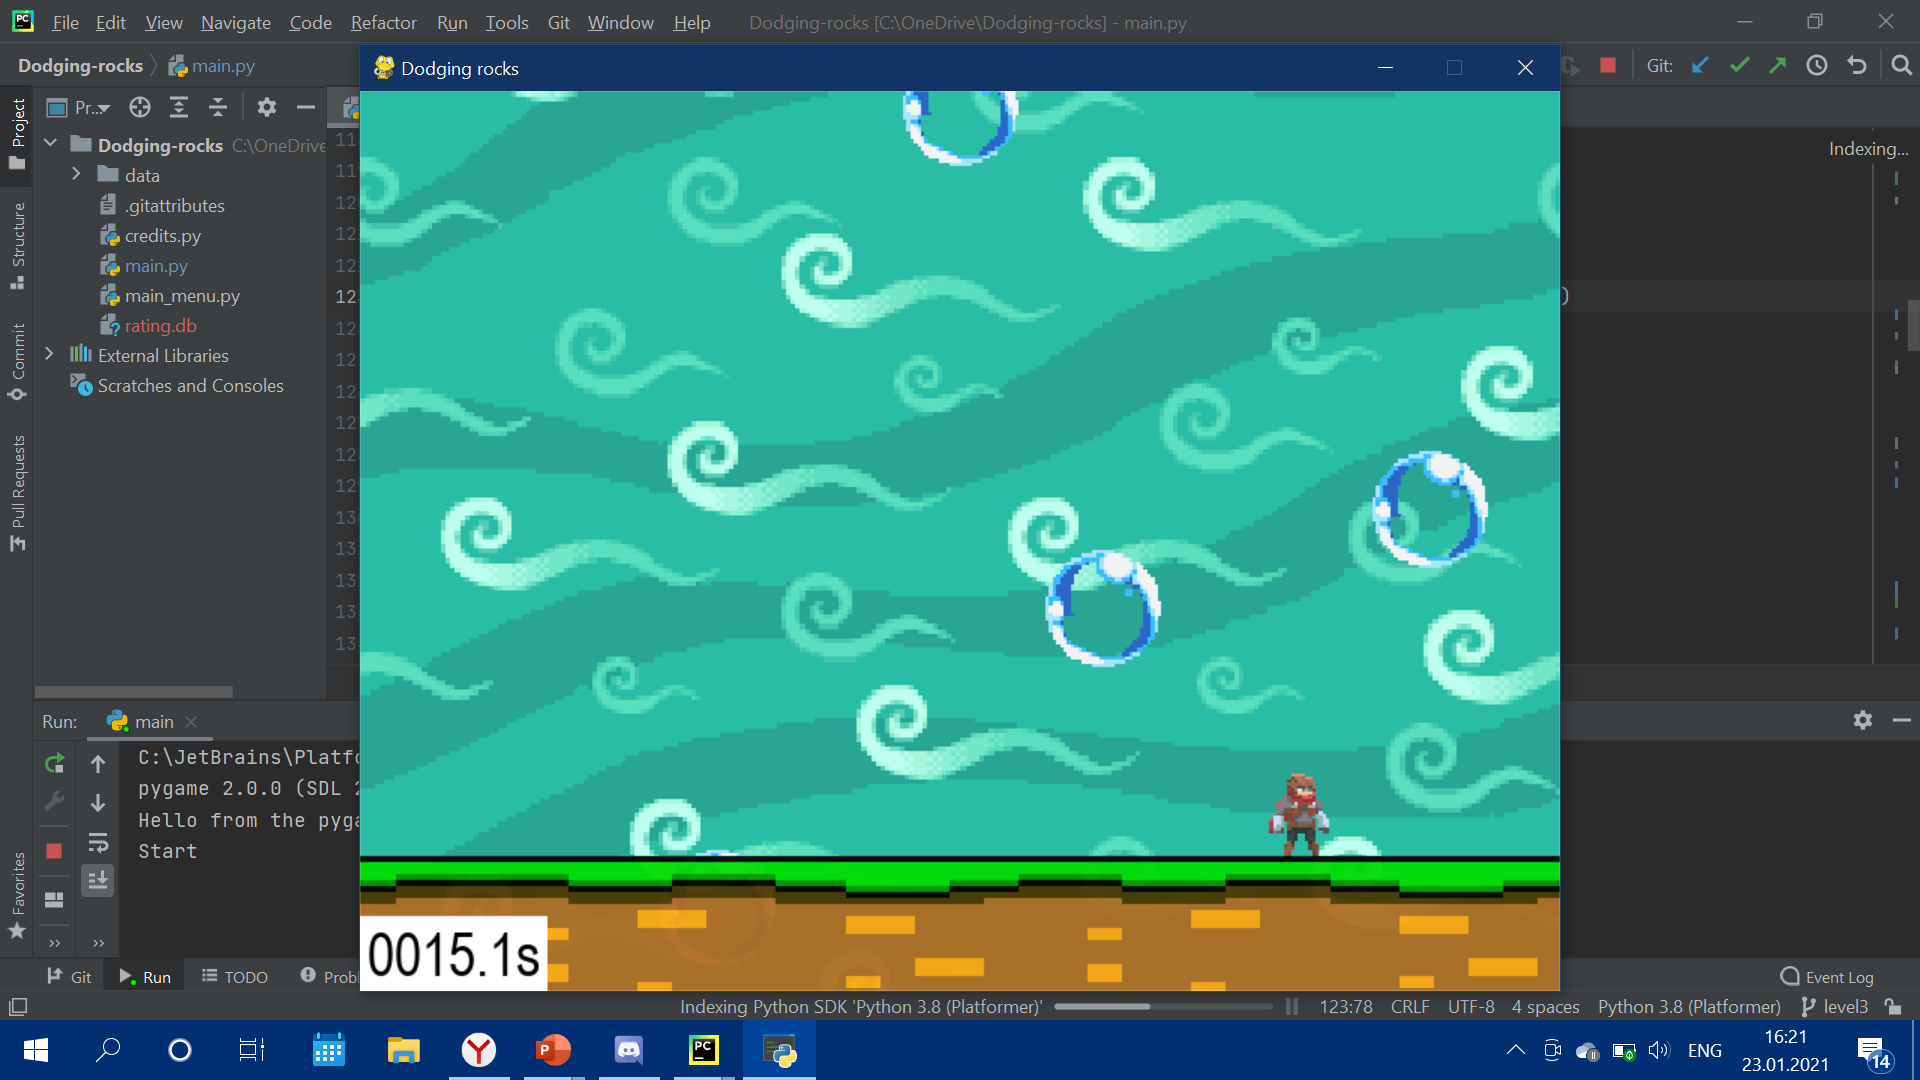 File Edit View Navigate Code Refactor Run Tools Git Window Help Dodging-rocks [C:\OneDrive\Dodging-rocks] - main.py
Dodging-rocks main.py
Dodging rocks
Git:
Project
Pr...
Dodging-rocks C:\OneDrive
Indexing...
data
.gitattributes
credits.py
main.py
main_menu.py
rating.db
External Libraries
Scratches and Consoles
Structure
Commit
Pull Requests
Favorites
Run: main
C:\JetBrains\Platfo
pygame 2.0.0 (SDL 2
Hello from the pyga
Start
0015.1s
Git Run TODO Probl
Event Log
Indexing Python SDK 'Python 3.8 (Platformer)' 123:78 CRLF UTF-8 4 spaces Python 3.8 (Platformer) level3
ENG
16:21
23.01.2021
14